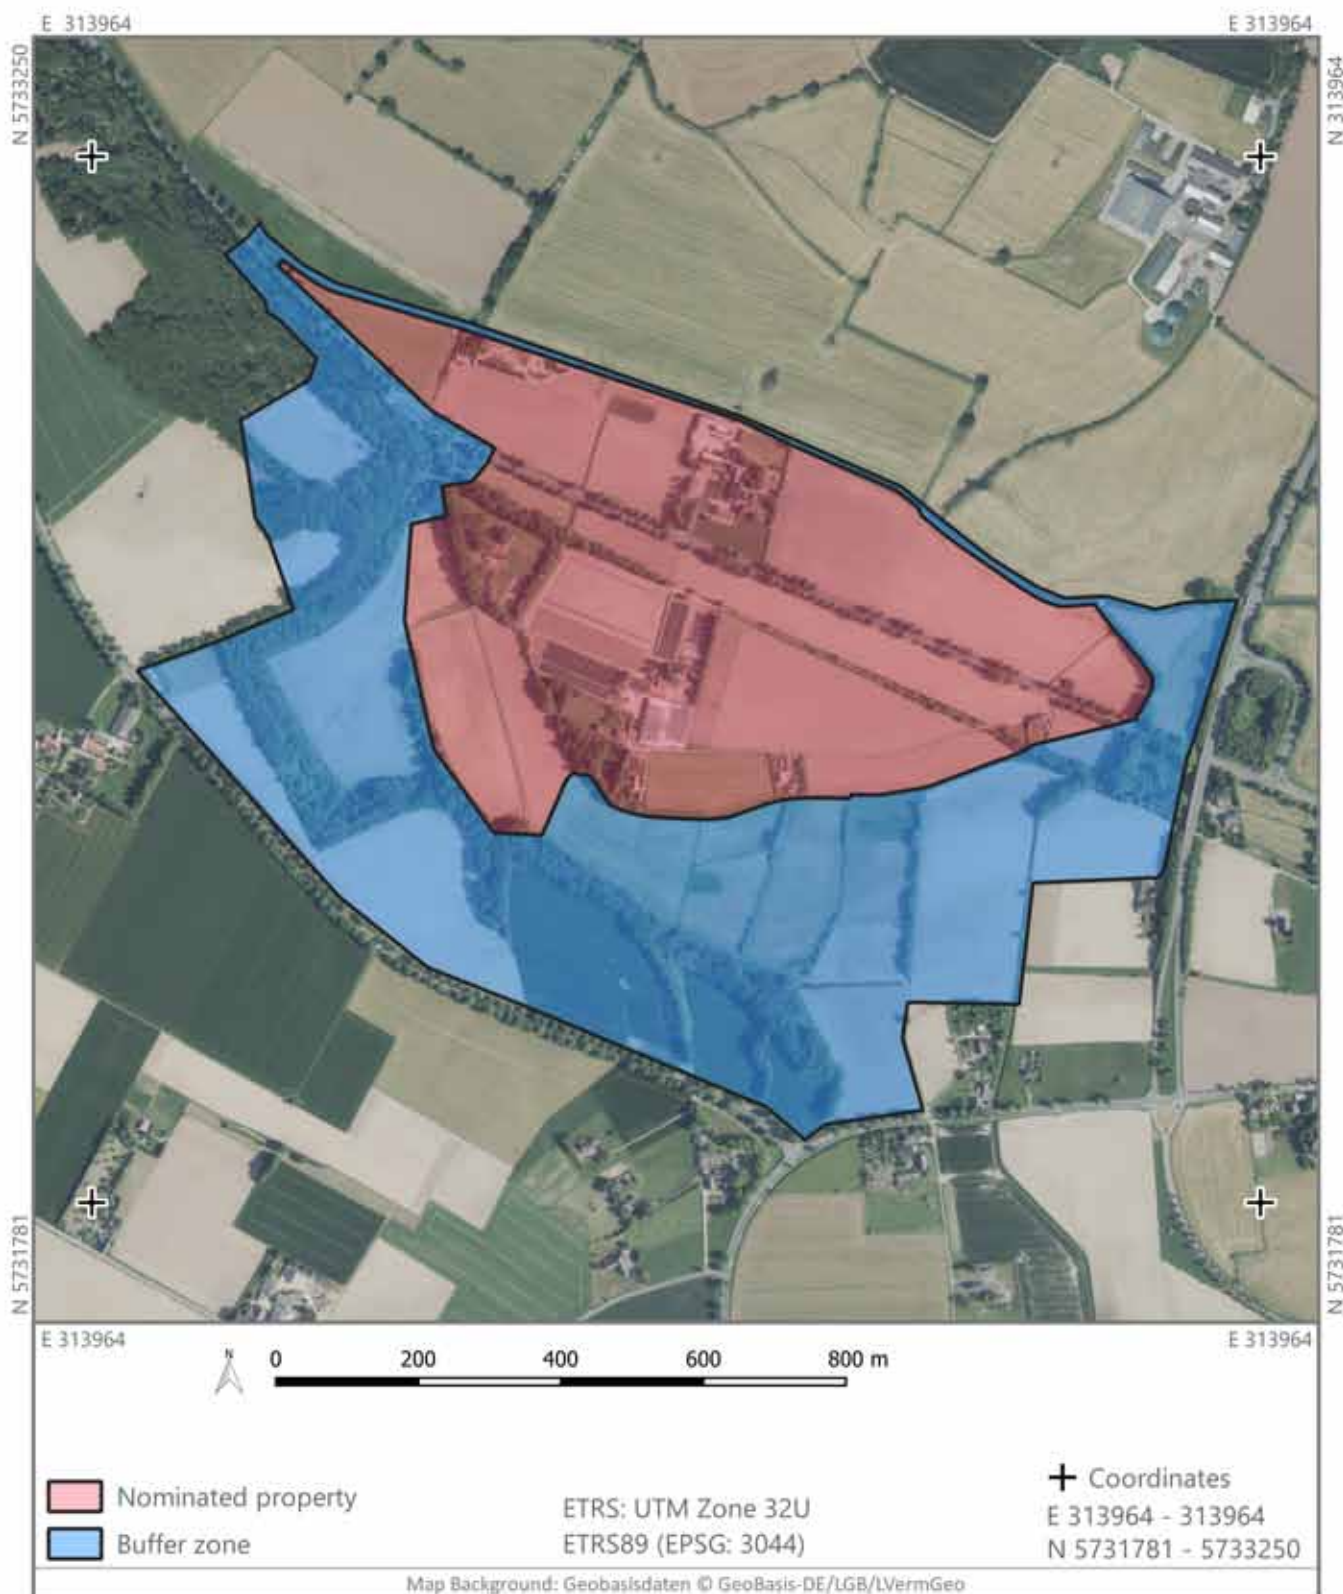 E 313964
E 313964
N 5733250
N 313964
N 5731781
N 5731781
E 313964
E 313964
N
0 200 400 600 800 m
Nominated property
Buffer zone
ETRS: UTM Zone 32U
ETRS89 (EPSG: 3044)
Coordinates
E 313964 - 313964
N 5731781 - 5733250
Map Background: Geobasisdaten © GeoBasis-DE/LGB/LVermGeo